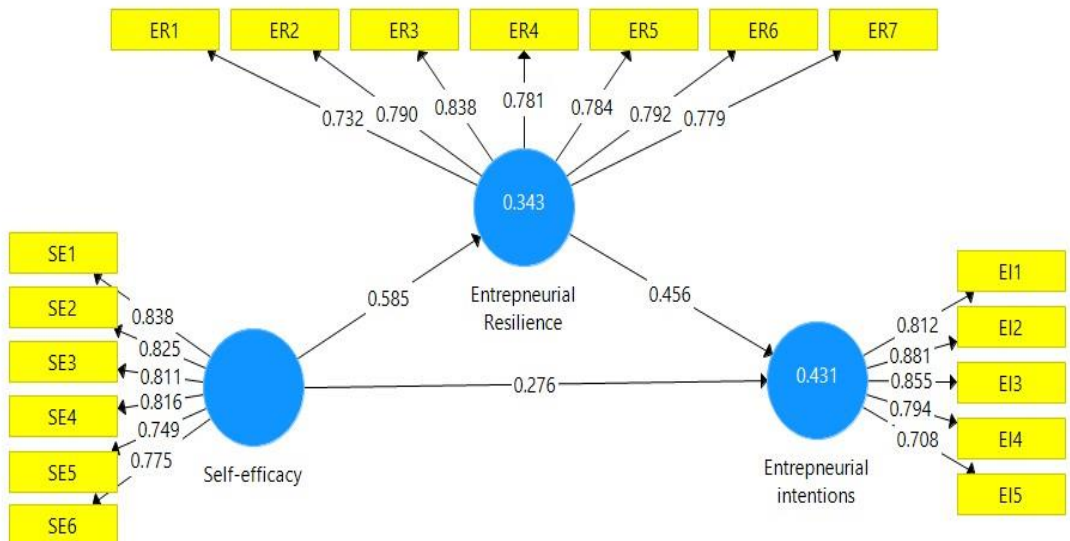 ER1
ER2
ER3
ER4
ER5
ER6
ER7
0.732
0.790
0.838
0.781
0.784
0.792
0.779
0.343
Entrepneurial
Resilience
SE1
SE2
SE3
SE4
SE5
SE6
0.838
0.825
0.811
0.816
0.749
0.775
Self-efficacy
0.585
0.456
0.276
0.431
Entrepneurial
intentions
0.812
0.881
0.855
0.794
0.708
EI1
EI2
EI3
EI4
EI5